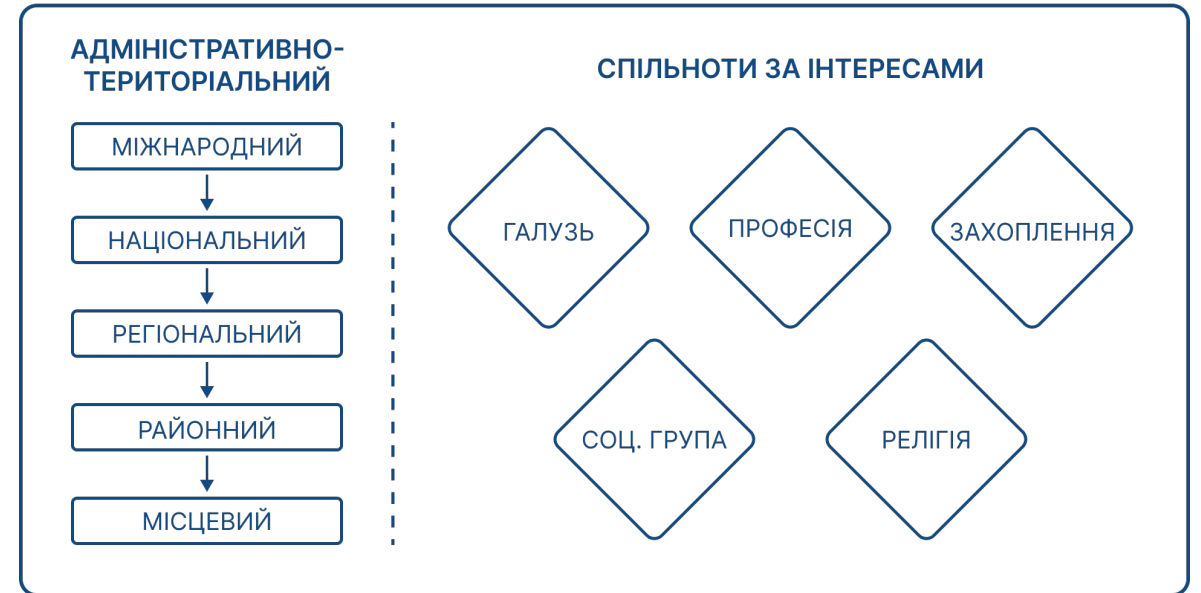 АДМІНІСТРАТИВНО-
ТЕРИТОРІАЛЬНИЙ
МІЖНАРОДНИЙ
НАЦІОНАЛЬНИЙ
РЕГІОНАЛЬНИЙ
РАЙОННИЙ
МІСЦЕВИЙ
СПІЛЬНОТИ ЗА ІНТЕРЕСАМИ
ГАЛУЗЬ
ПРОФЕСІЯ
ЗАХОПЛЕННЯ
СОЦ. ГРУПА
РЕЛІГІЯ